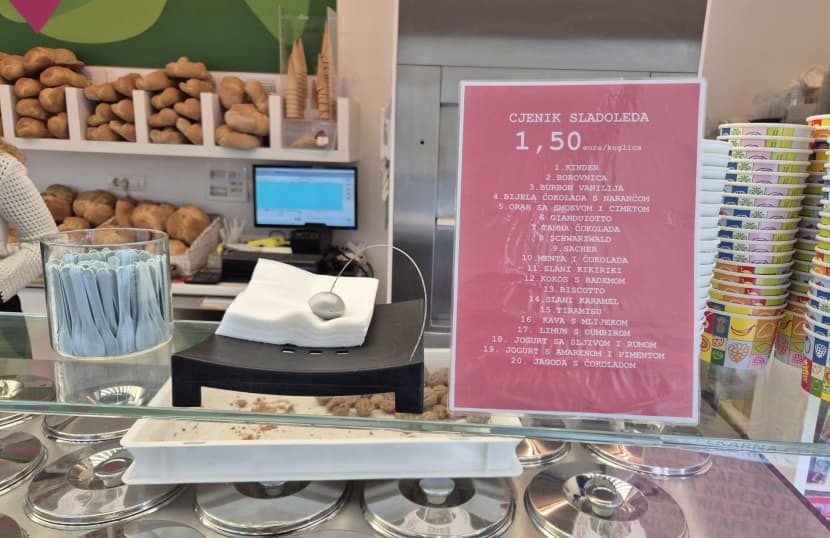 CJENIK SLADOLEDA
1,50 eura/kuglica
1.KINDER
2.BOROVNICA
3.BURBON VANILIJA
4.BIJELA ČOKOLADA S NARANČOM
5.ORAH SA SMOKVOM I CIMETOM
6.GIANDUIOTTO
7.TAMNA ČOKOLADA
8.SCHWARZWALD
9.SACHER
10.MENTA I ČOKOLADA
11.SLANI KIKIRIKI
12.KOKOS S BADEMOM
13.BISCOTTO
14.SLANI KARAMEL
15.TIRAMISU
16. KAVA S MLIJEKOM
17. LIMUN S ĐUMBIROM
18. JOGURT SA ŠLJIVOM I RUMOM
19. JOGURT S AMARENOM I PIMENTOM
20. JAGODA S ČOKOLADOM